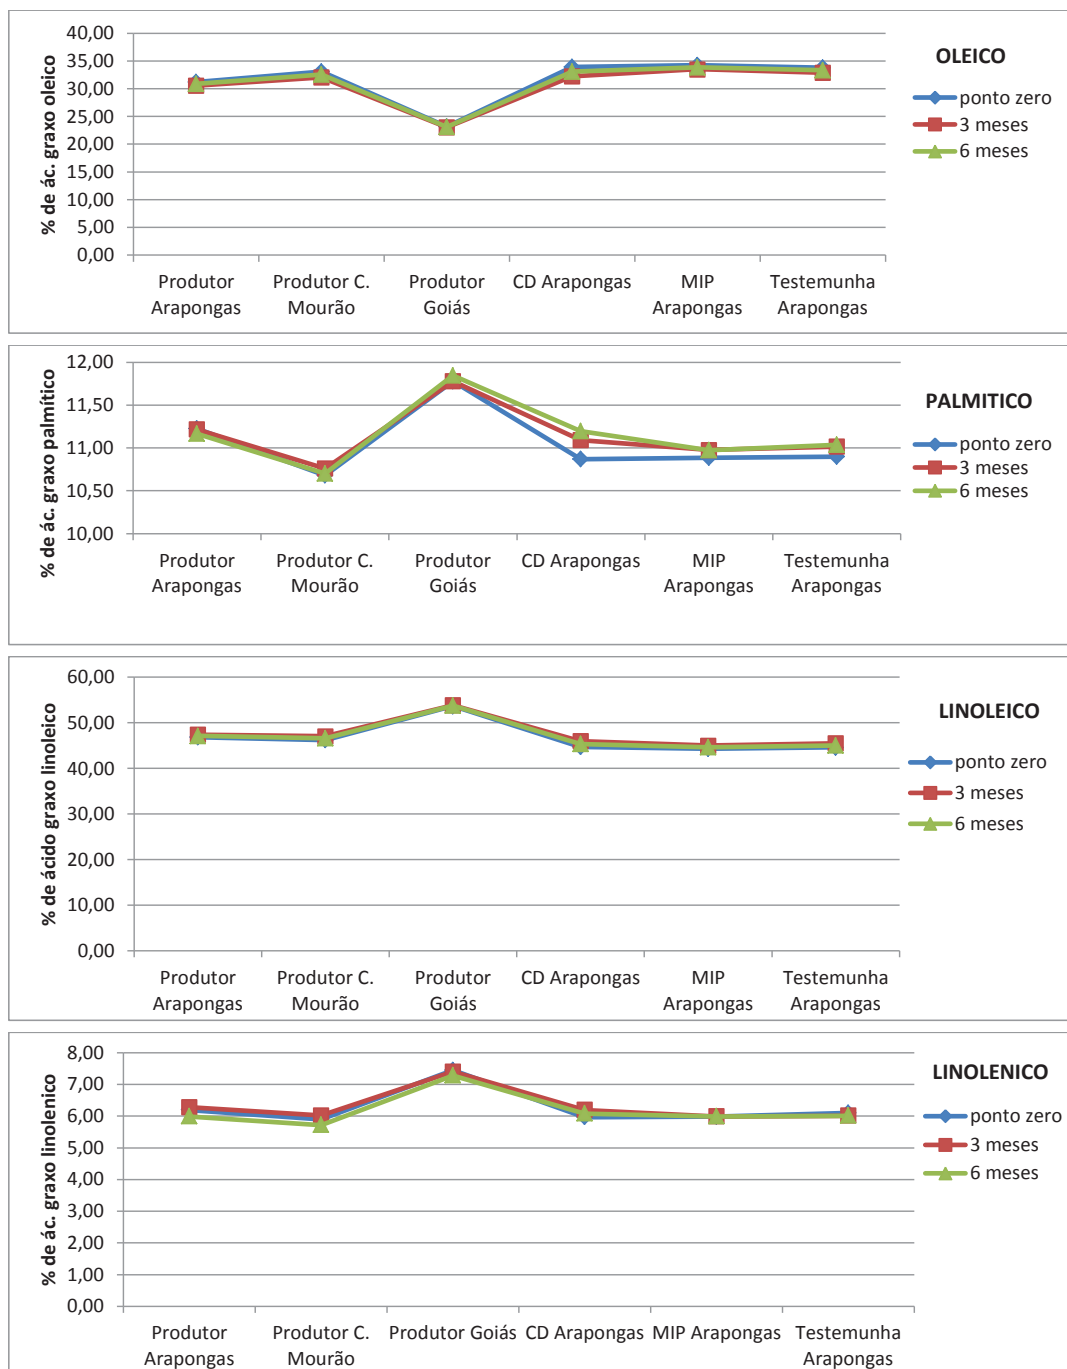 40,00
35,00
30,00
25,00
20,00
15,00
10,00
5,00
0,00
% de ác. graxo oleico
Produtor Arapongas
Produtor C. Mourão
Produtor Goiás
CD Arapongas
MIP Arapongas
Testemunha Arapongas
OLEICO
ponto zero
3 meses
6 meses
12,00
11,50
11,00
10,50
10,00
% de ác. graxo palmítico
Produtor Arapongas
Produtor C. Mourão
Produtor Goiás
CD Arapongas
MIP Arapongas
Testemunha Arapongas
PALMITICO
ponto zero
3 meses
6 meses
60,00
50,00
40,00
30,00
20,00
10,00
0,00
% de ácido graxo linoleico
Produtor Arapongas
Produtor C. Mourão
Produtor Goiás
CD Arapongas
MIP Arapongas
Testemunha Arapongas
LINOLEICO
ponto zero
3 meses
6 meses
8,00
7,00
6,00
5,00
4,00
3,00
2,00
1,00
0,00
% de ác. graxo linolenico
Produtor Arapongas
Produtor C. Mourão
Produtor Goiás
CD Arapongas
MIP Arapongas
Testemunha Arapongas
LINOLENICO
ponto zero
3 meses
6 meses